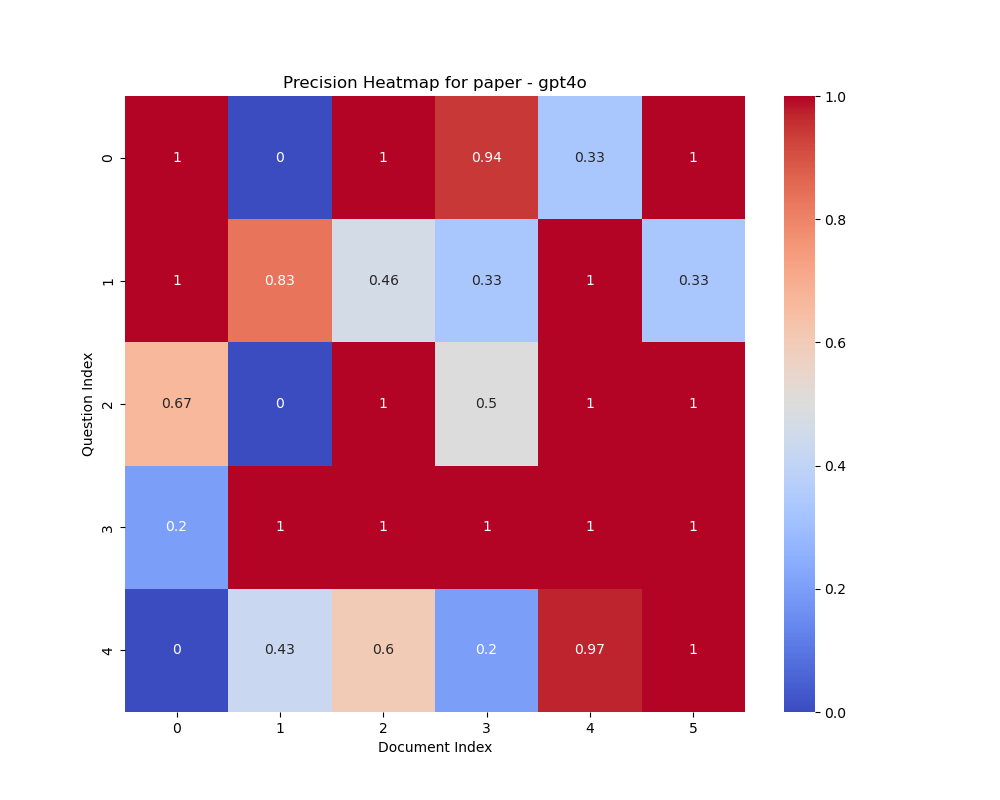 Precision Heatmap for paper - gpt4o
0 1 0 1 0.94 0.33 1
1 1 0.83 0.46 0.33 1 0.33
2 0.67 0 1 0.5 1 1
3 0.2 1 1 1 1 1
4 0 0.43 0.6 0.2 0.97 1
0 1 2 3 4 5
Document Index
Question Index
1.0
0.8
0.6
0.4
0.2
0.0